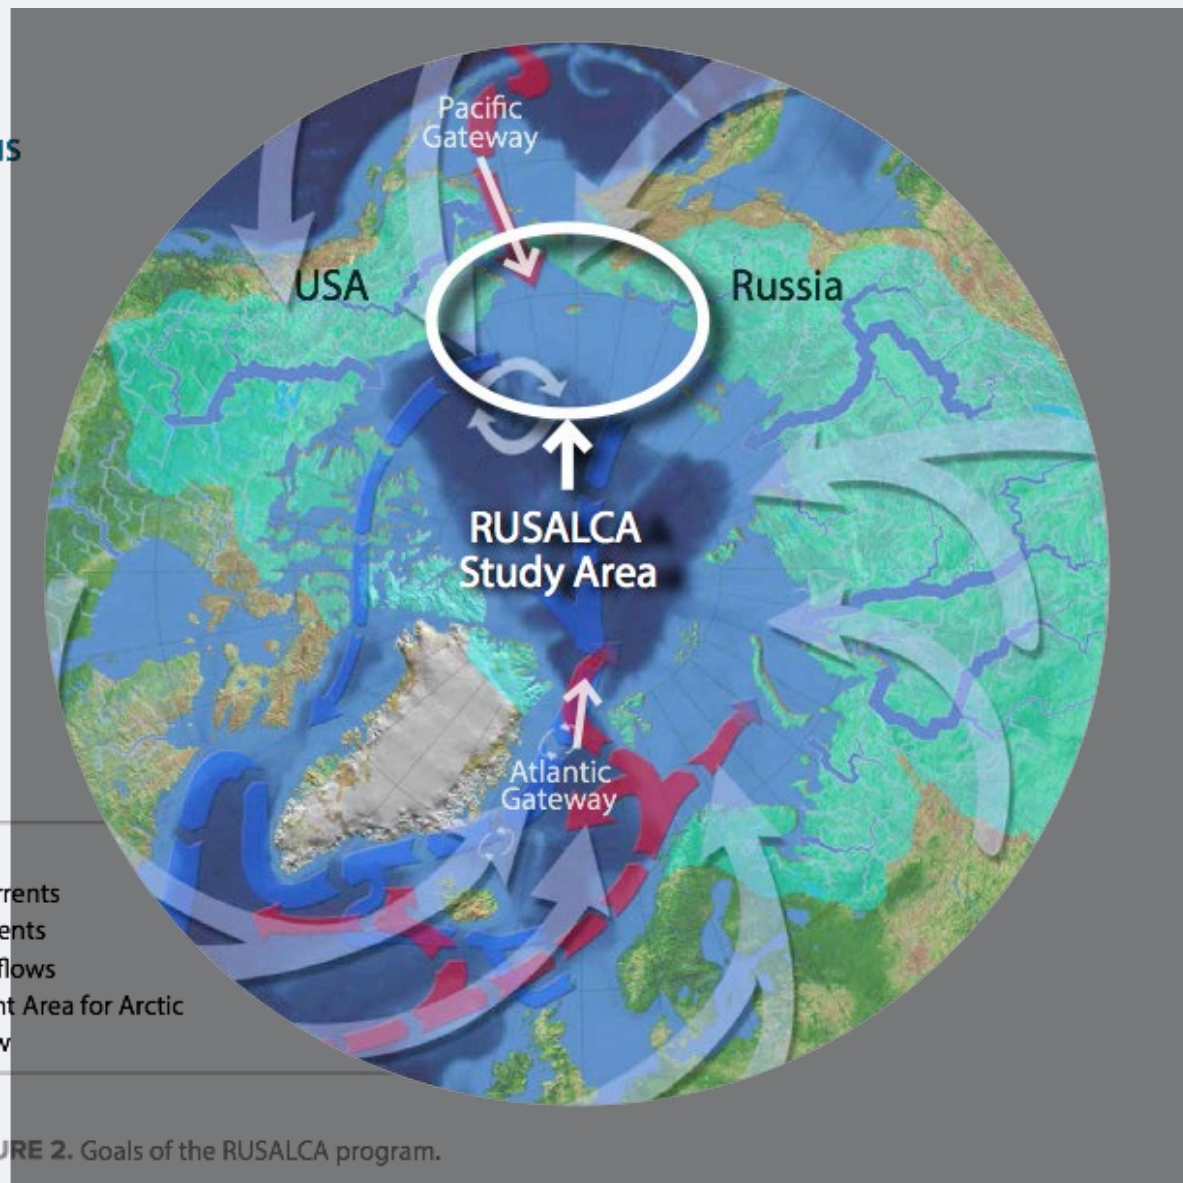 us
Pacific
Gateway
USA
Russia
RUSALCA
Study Area
Atlantic
Gateway
rrents
ents
flows
nt Area for Arctic
w
URE 2. Goals of the RUSALCA program.